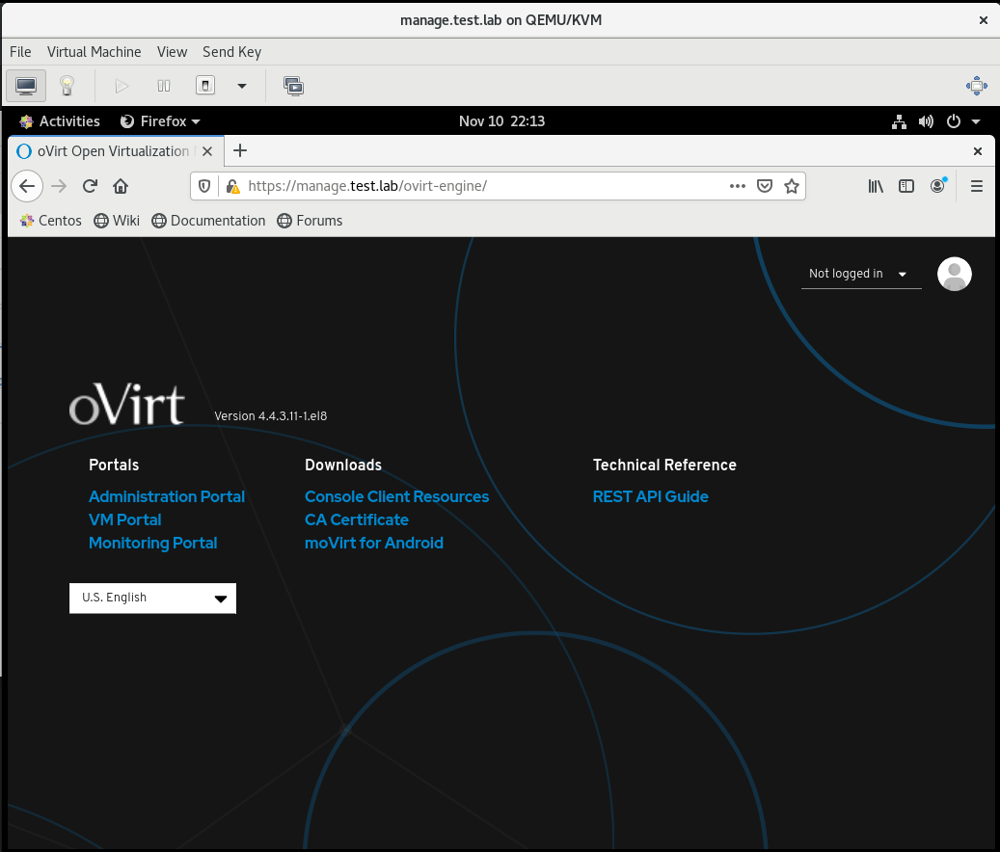 manage.test.lab on QEMU/KVM
File Virtual Machine View Send Key
Activities Firefox Nov 10 22:13
oVirt Open Virtualization
https://manage.test.lab/ovirt-engine/
Centos Wiki Documentation Forums
Not logged in
oVirt Version 4.4.3.11-1.el8
Portals Downloads Technical Reference
Administration Portal Console Client Resources REST API Guide
VM Portal CA Certificate
Monitoring Portal moVirt for Android
U.S. English